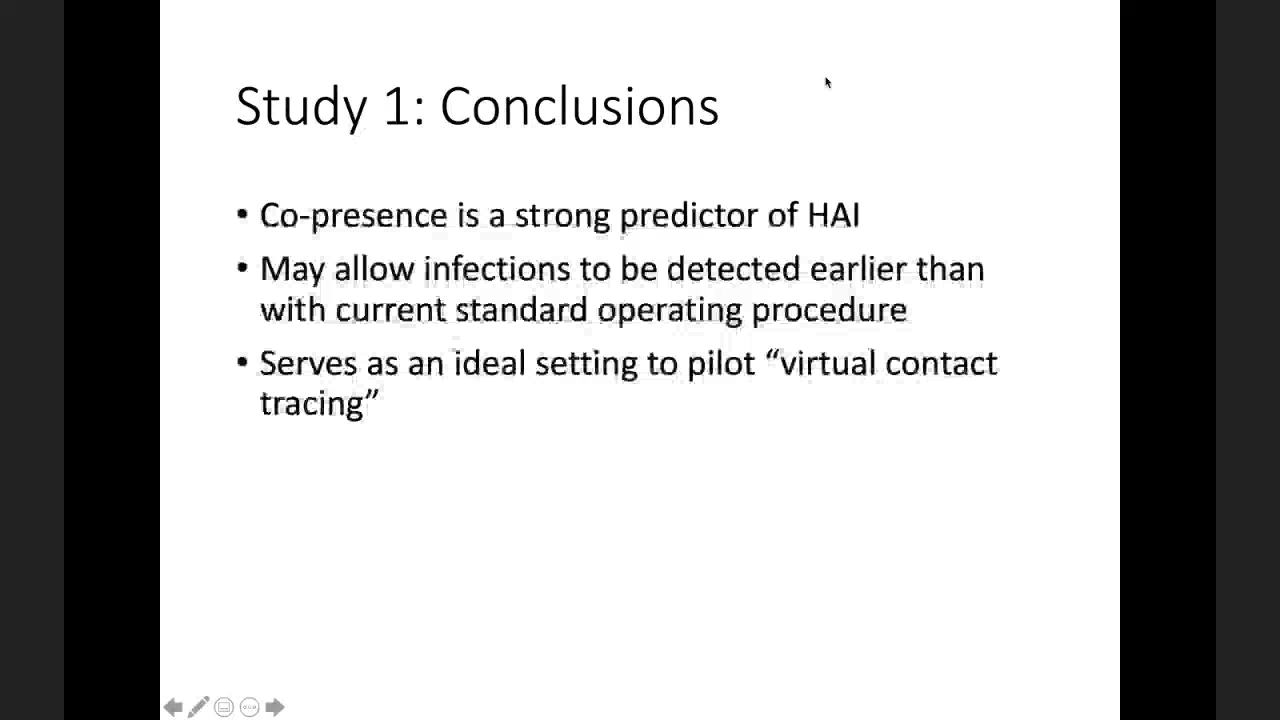 Study 1: Conclusions
• Co-presence is a strong predictor of HAI
• May allow infections to be detected earlier than
with current standard operating procedure
• Serves as an ideal setting to pilot “virtual contact
tracing”